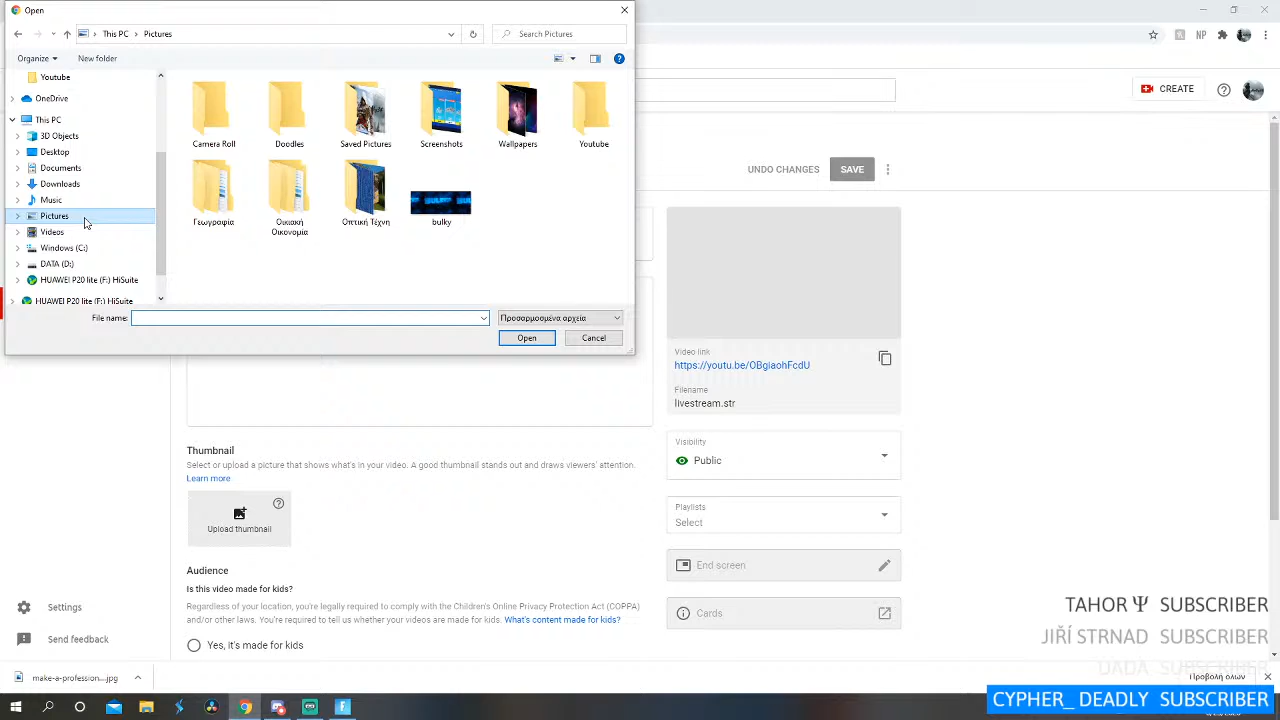 Open
This PC
Pictures
Search Pictures
Organize
New folder
Youtube
OneDrive
This PC
3D Objects
Desktop
Documents
Downloads
Music
Pictures
Videos
Windows (C:)
DATA (D:)
HUAWEI P20 lite (F:) HiSuite
HUAWEI P20 lite (F:) HiSuite
Camera Roll
Doodles
Saved Pictures
Screenshots
Wallpapers
Youtube
Γεωγραφία
Οικιακή
Οικονομία
Οπτική Τέχνη
bulky
File name:
Προσαρμοσμένα αρχεία
Open
Cancel
NP
CREATE
UNDO CHANGES
SAVE
Video link
https://youtu.be/OBgiaohFcdU
Filename
livestream.str
Visibility
Public
Playlists
Select
End screen
Cards
Thumbnail
Select or upload a picture that shows what's in your video. A good thumbnail stands out and draws viewers' attention.
Learn more
Upload thumbnail
Audience
Is this video made for kids?
Regardless of your location, you're legally required to comply with the Children's Online Privacy Protection Act (COPPA)
and/or other laws. You're required to tell us whether your videos are made for kids. What's content made for kids?
Yes, it's made for kids
Settings
Send feedback
TAHOR Ψ SUBSCRIBER
JIŘÍ STRNAD SUBSCRIBER
DADA SUBSCRIBER
CYPHER_ DEADLY SUBSCRIBER
make-a-profession....jpg
Προβολή όλων